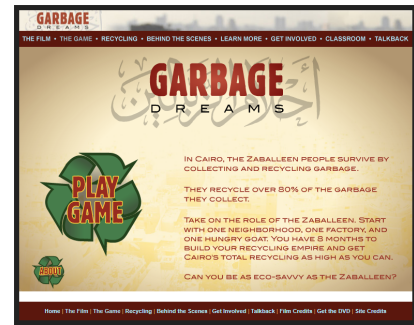 GARBAGE
DREAMS
THE FILM • THE GAME • RECYCLING • BEHIND THE SCENES • LEARN MORE • GET INVOLVED • CLASSROOM • TALKBACK
أحلام الزبالين
GARBAGE
DREAMS
PLAY
GAME
ABOUT
IN CAIRO, THE ZABALLEEN PEOPLE SURVIVE BY
COLLECTING AND RECYCLING GARBAGE.
THEY RECYCLE OVER 80% OF THE GARBAGE
THEY COLLECT.
TAKE ON THE ROLE OF THE ZABALLEEN. START
WITH ONE NEIGHBORHOOD, ONE FACTORY, AND
ONE HUNGRY GOAT. YOU HAVE 8 MONTHS TO
BUILD YOUR RECYCLING EMPIRE AND GET
CAIRO'S TOTAL RECYCLING AS HIGH AS YOU CAN.
CAN YOU BE AS ECO-SAVVY AS THE ZABALLEEN?
Home | The Film | The Game | Recycling | Behind the Scenes | Get Involved | Talkback | Film Credits | Get the DVD | Site Credits